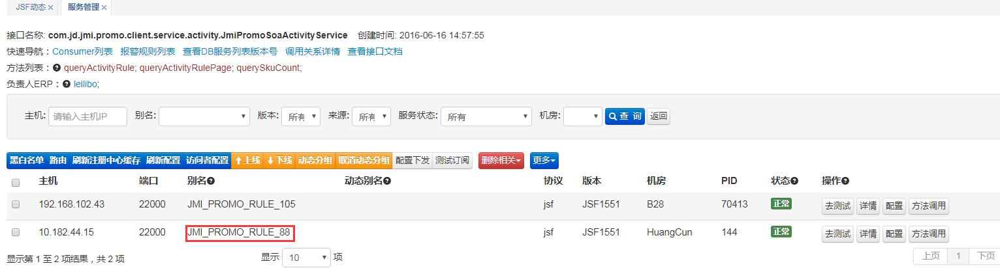 JSF动态 × 服务管理 ×
接口名称: com.jd.jmi.promo.client.service.activity.JmiPromoSoaActivityService 创建时间: 2016-06-16 14:57:55
快速导航：Consumer列表 报警规则列表 查看DB服务列表版本号 调用关系详情 查看接口文档
方法列表： queryActivityRule; queryActivityRulePage; querySkuCount;
负责人ERP： leilibo;
主机: 请输入主机IP 别名: 版本: 所有 来源: 所有 服务状态: 所有 机房: 查 询 返回
黑白名单 路由 刷新注册中心缓存 刷新配置 访问者配置 上线 下线 动态分组 取消动态分组 配置下发 测试订阅 删除相关 更多
主机 端口 别名 动态别名 协议 版本 机房 PID 状态 操作
192.168.102.43 22000 JMI_PROMO_RULE_105 jsf JSF1551 B28 70413 正常 去测试 详情 配置 方法调用
10.182.44.15 22000 JMI_PROMO_RULE_88 jsf JSF1551 HuangCun 144 正常 去测试 详情 配置 方法调用
显示第 1 至 2 项结果，共 2 项 显示 10 项 上页 1 下页